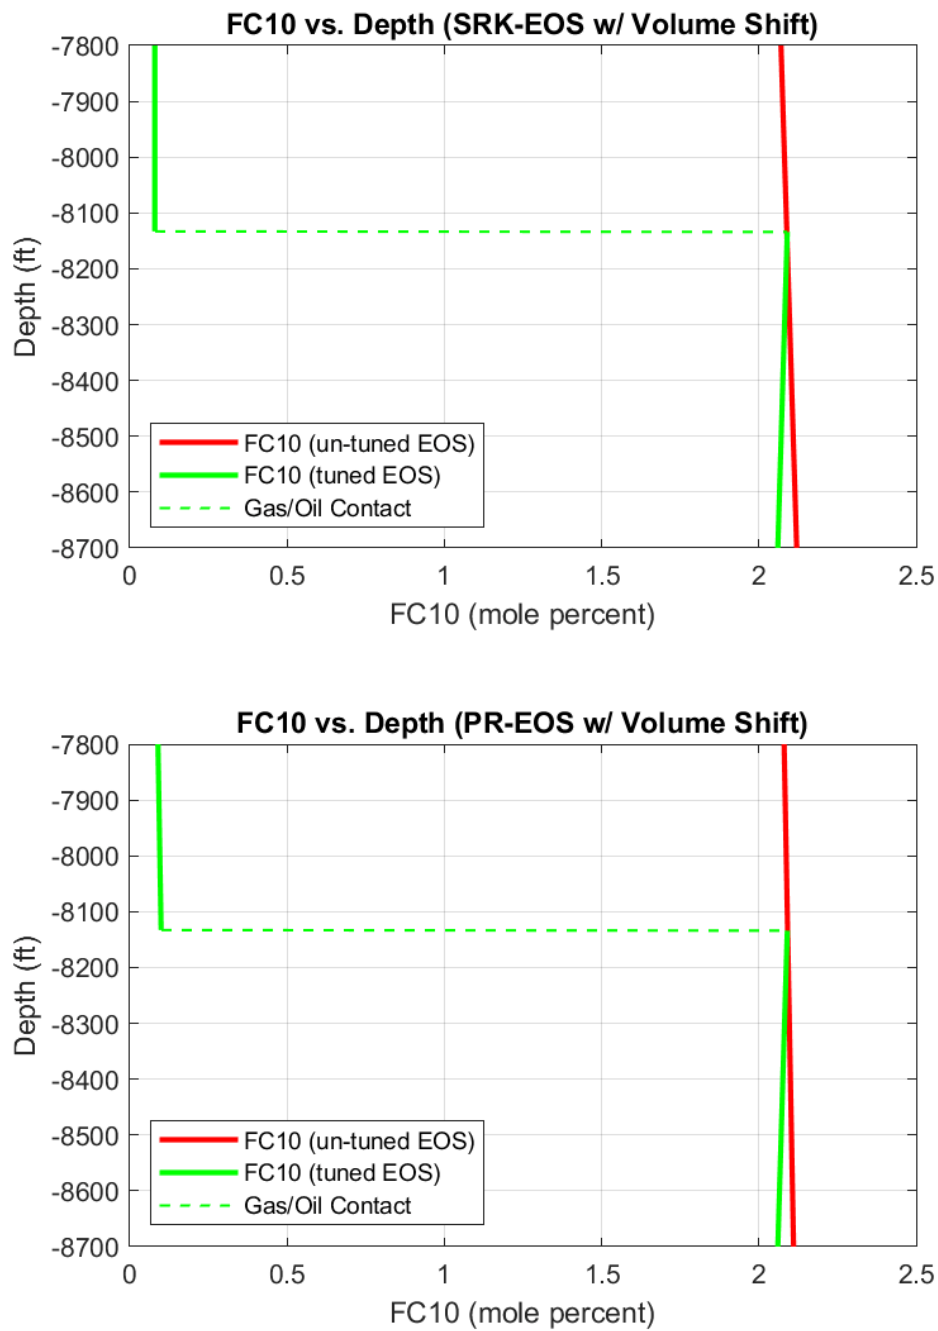 FC10 vs. Depth (SRK-EOS w/ Volume Shift)
-7800
-7900
-8000
-8100
-8200
-8300
-8400
-8500
-8600
-8700
Depth (ft)
FC10 (un-tuned EOS)
FC10 (tuned EOS)
Gas/Oil Contact
0 0.5 1 1.5 2 2.5
FC10 (mole percent)
FC10 vs. Depth (PR-EOS w/ Volume Shift)
-7800
-7900
-8000
-8100
-8200
-8300
-8400
-8500
-8600
-8700
Depth (ft)
FC10 (un-tuned EOS)
FC10 (tuned EOS)
Gas/Oil Contact
0 0.5 1 1.5 2 2.5
FC10 (mole percent)